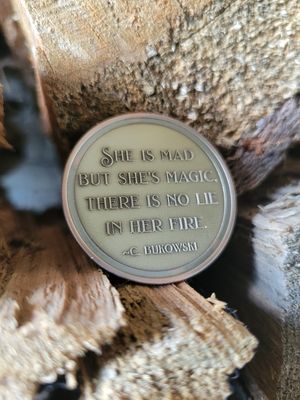 She is mad
but she's magic.
There is no lie
in her fire.
~C. Bukowski